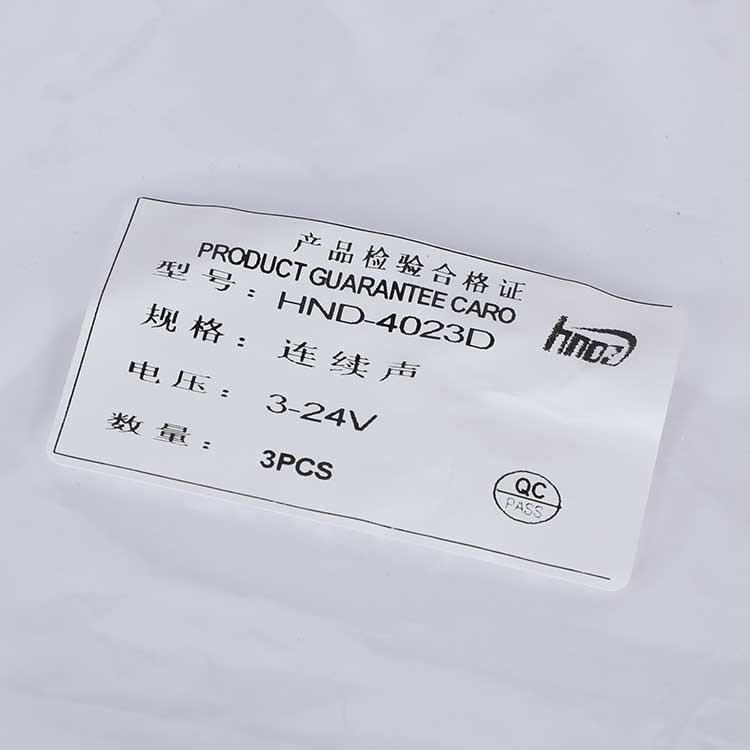 产品检验合格证
PRODUCT GUARANTEE CARO
型号: HND-4023D
规格: 连续声
电压: 3-24V
数量: 3PCS
QC
PASS